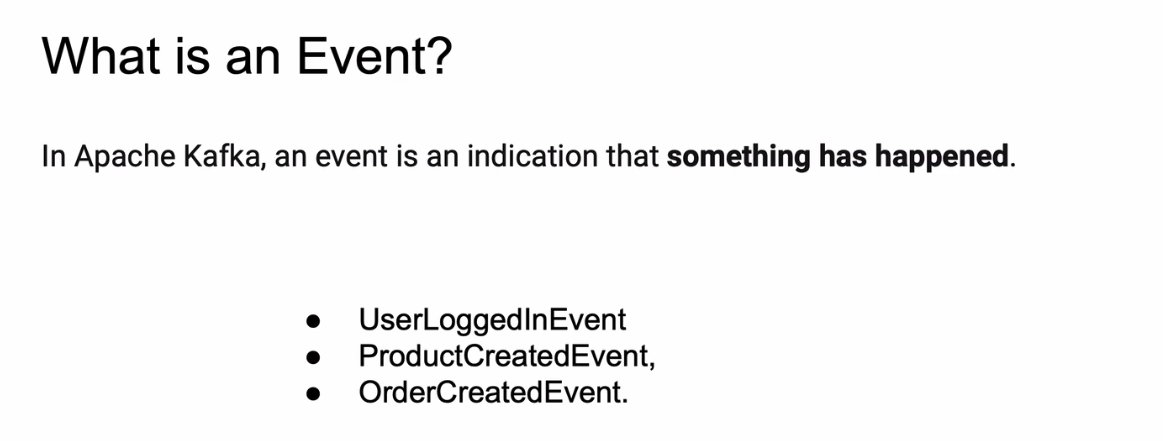 What is an Event?
In Apache Kafka, an event is an indication that something has happened.
● UserLoggedInEvent
● ProductCreatedEvent,
● OrderCreatedEvent.